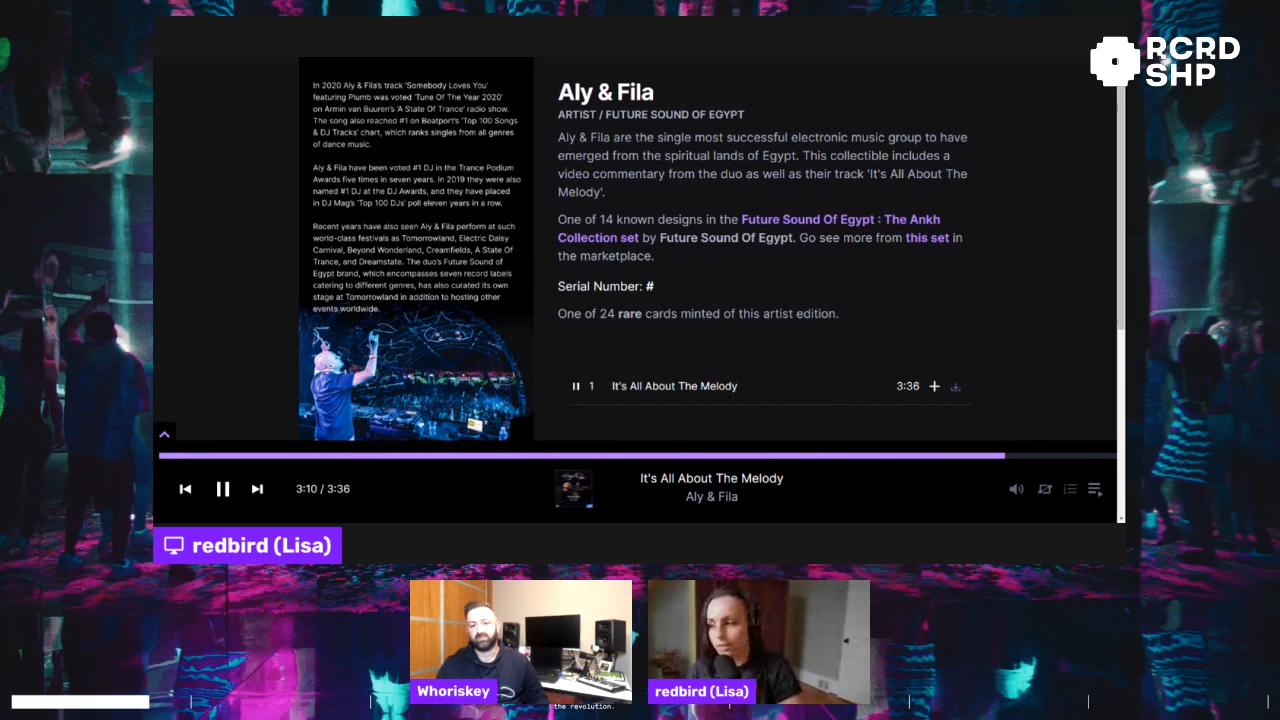 RCRD
SHP
In 2020 Aly & Fila's track 'Somebody Loves You'
featuring Plumb was voted 'Tune Of The Year 2020'
on Armin van Buuren's 'A State Of Trance' radio show.
The song also reached #1 on Beatport's 'Top 100 Songs
& DJ Tracks' chart, which ranks singles from all genres
of dance music.
Aly & Fila have been voted #1 DJ in the Trance Podium
Awards five times in seven years. In 2019 they were also
named #1 DJ at the DJ Awards, and they have placed
in DJ Mag's 'Top 100 DJs' poll eleven years in a row.
Recent years have also seen Aly & Fila perform at such
world-class festivals as Tomorrowland, Electric Daisy
Carnival, Beyond Wonderland, Creamfields, A State Of
Trance, and Dreamstate. The duo's Future Sound of
Egypt brand, which encompasses seven record labels
catering to different genres, has also curated its own
stage at Tomorrowland in addition to hosting other
events worldwide.
Aly & Fila
ARTIST / FUTURE SOUND OF EGYPT
Aly & Fila are the single most successful electronic music group to have
emerged from the spiritual lands of Egypt. This collectible includes a
video commentary from the duo as well as their track 'It's All About The
Melody'.
One of 14 known designs in the Future Sound Of Egypt : The Ankh
Collection set by Future Sound Of Egypt. Go see more from this set in
the marketplace.
Serial Number: #
One of 24 rare cards minted of this artist edition.
1 It's All About The Melody 3:36
3:10 / 3:36
It's All About The Melody
Aly & Fila
redbird (Lisa)
Whoriskey
redbird (Lisa)
the revolution.